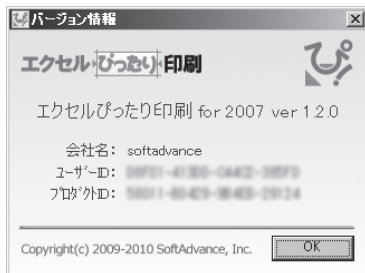 バージョン情報
エクセルぴったり印刷
エクセルぴったり印刷 for 2007 ver 1.2.0
会社名: softadvance
ユーザーID:
プロダクトID:
Copyright(c) 2009-2010 SoftAdvance, Inc.
OK